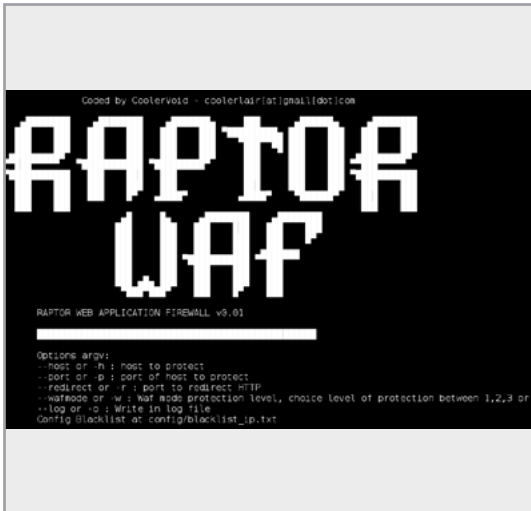 Coded by CoolerVoid - coolerlair[at]gmail[dot]com
RAPTOR
WAF
RAPTOR WEB APPLICATION FIREWALL v0.01
Options argv:
--host or -h : host to protect
--port or -p : port of host to protect
--redirect or -r : port to redirect HTTP
--wafmode or -w : Waf mode protection level, choice level of protection between 1,2,3 or
--log or -o : Write in log file
Config Blacklist at config/blacklist_ip.txt